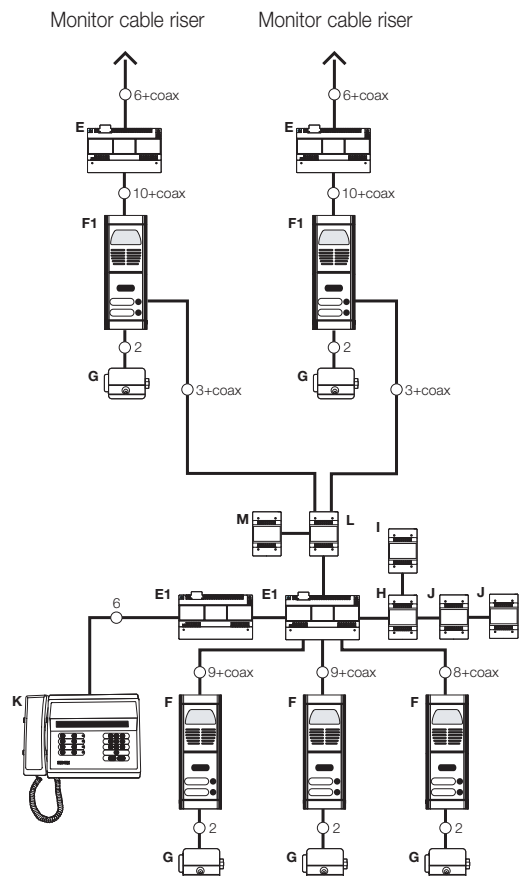 Monitor cable riser Monitor cable riser
6+coax 6+coax
E E
10+coax 10+coax
F1 F1
2 2
G G
3+coax 3+coax
M L I
E1 E1 H J J
6
9+coax 9+coax 8+coax
K F F F
2 2 2
G G G